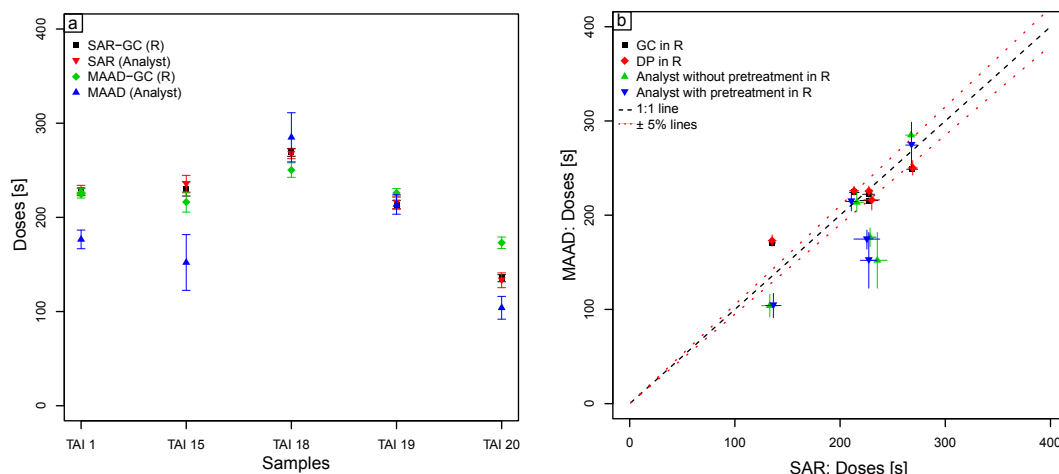 a
SAR−GC (R)
SAR (Analyst)
MAAD−GC (R)
MAAD (Analyst)
Doses [s]
400
300
200
100
0
TAI 1
TAI 15
TAI 18
TAI 19
TAI 20
Samples
b
GC in R
DP in R
Analyst without pretreatment in R
Analyst with pretreatment in R
1:1 line
± 5% lines
MAAD: Doses [s]
400
300
200
100
0
0
100
200
300
400
SAR: Doses [s]